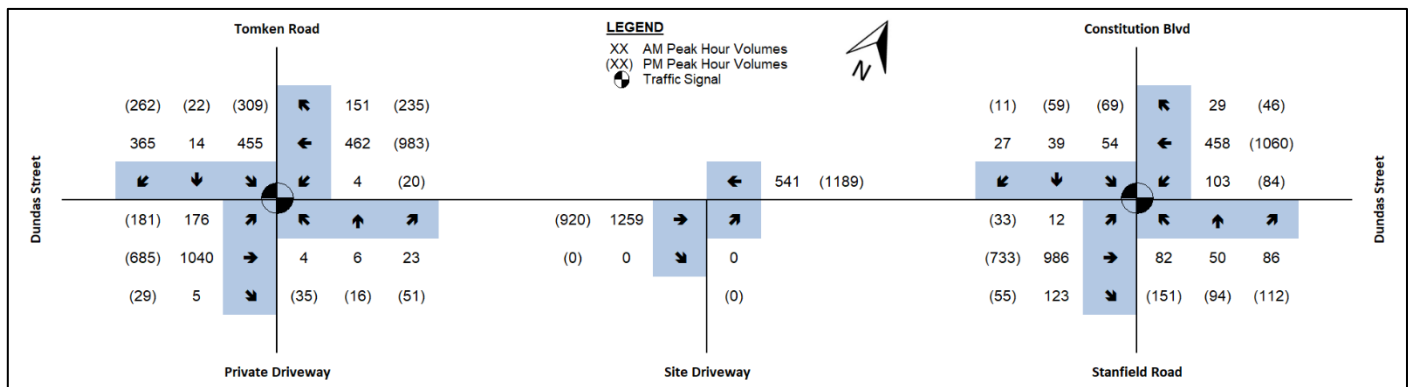 Tomken Road
LEGEND
XX AM Peak Hour Volumes
(XX) PM Peak Hour Volumes
Traffic Signal
N
Constitution Blvd
(262) (22) (309) 151 (235)
365 14 455 462 (983)
4 (20)
(181) 176
(685) 1040 4 6 23
(29) 5 (35) (16) (51)
Dundas Street
Private Driveway
541 (1189)
(920) 1259
(0) 0 0
(0)
Site Driveway
(11) (59) (69) 29 (46)
27 39 54 458 (1060)
103 (84)
(33) 12
(733) 986 82 50 86
(55) 123 (151) (94) (112)
Dundas Street
Stanfield Road